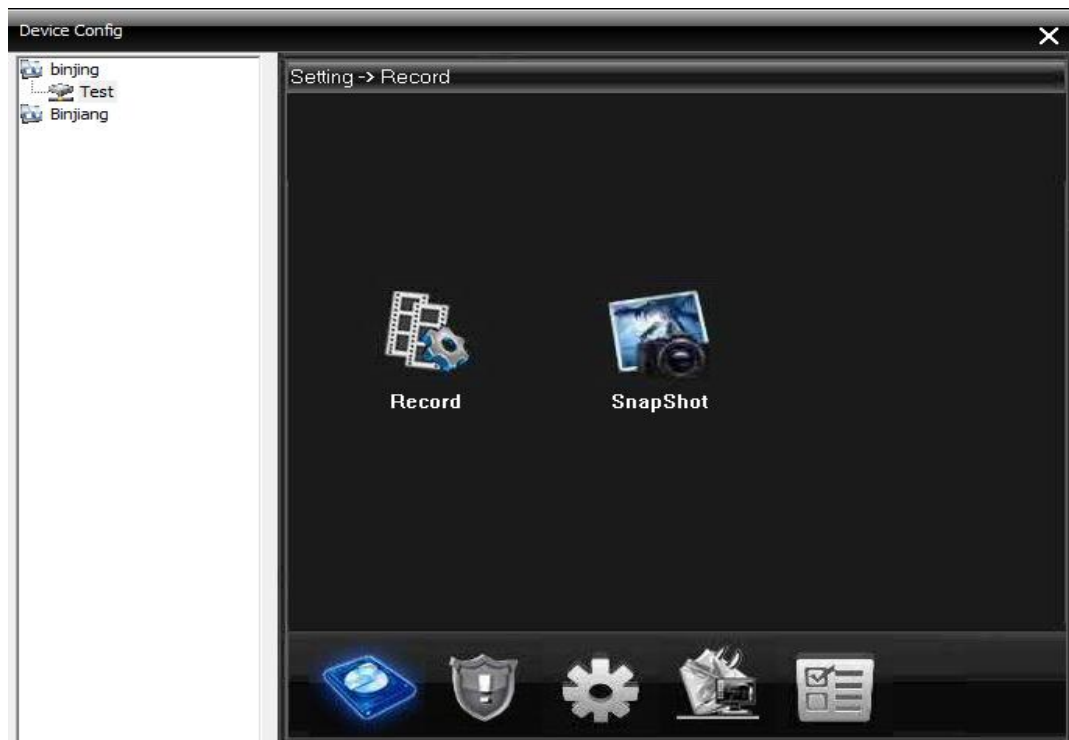 Device Config
binjing
Test
Binjiang
Setting -> Record
Record
SnapShot